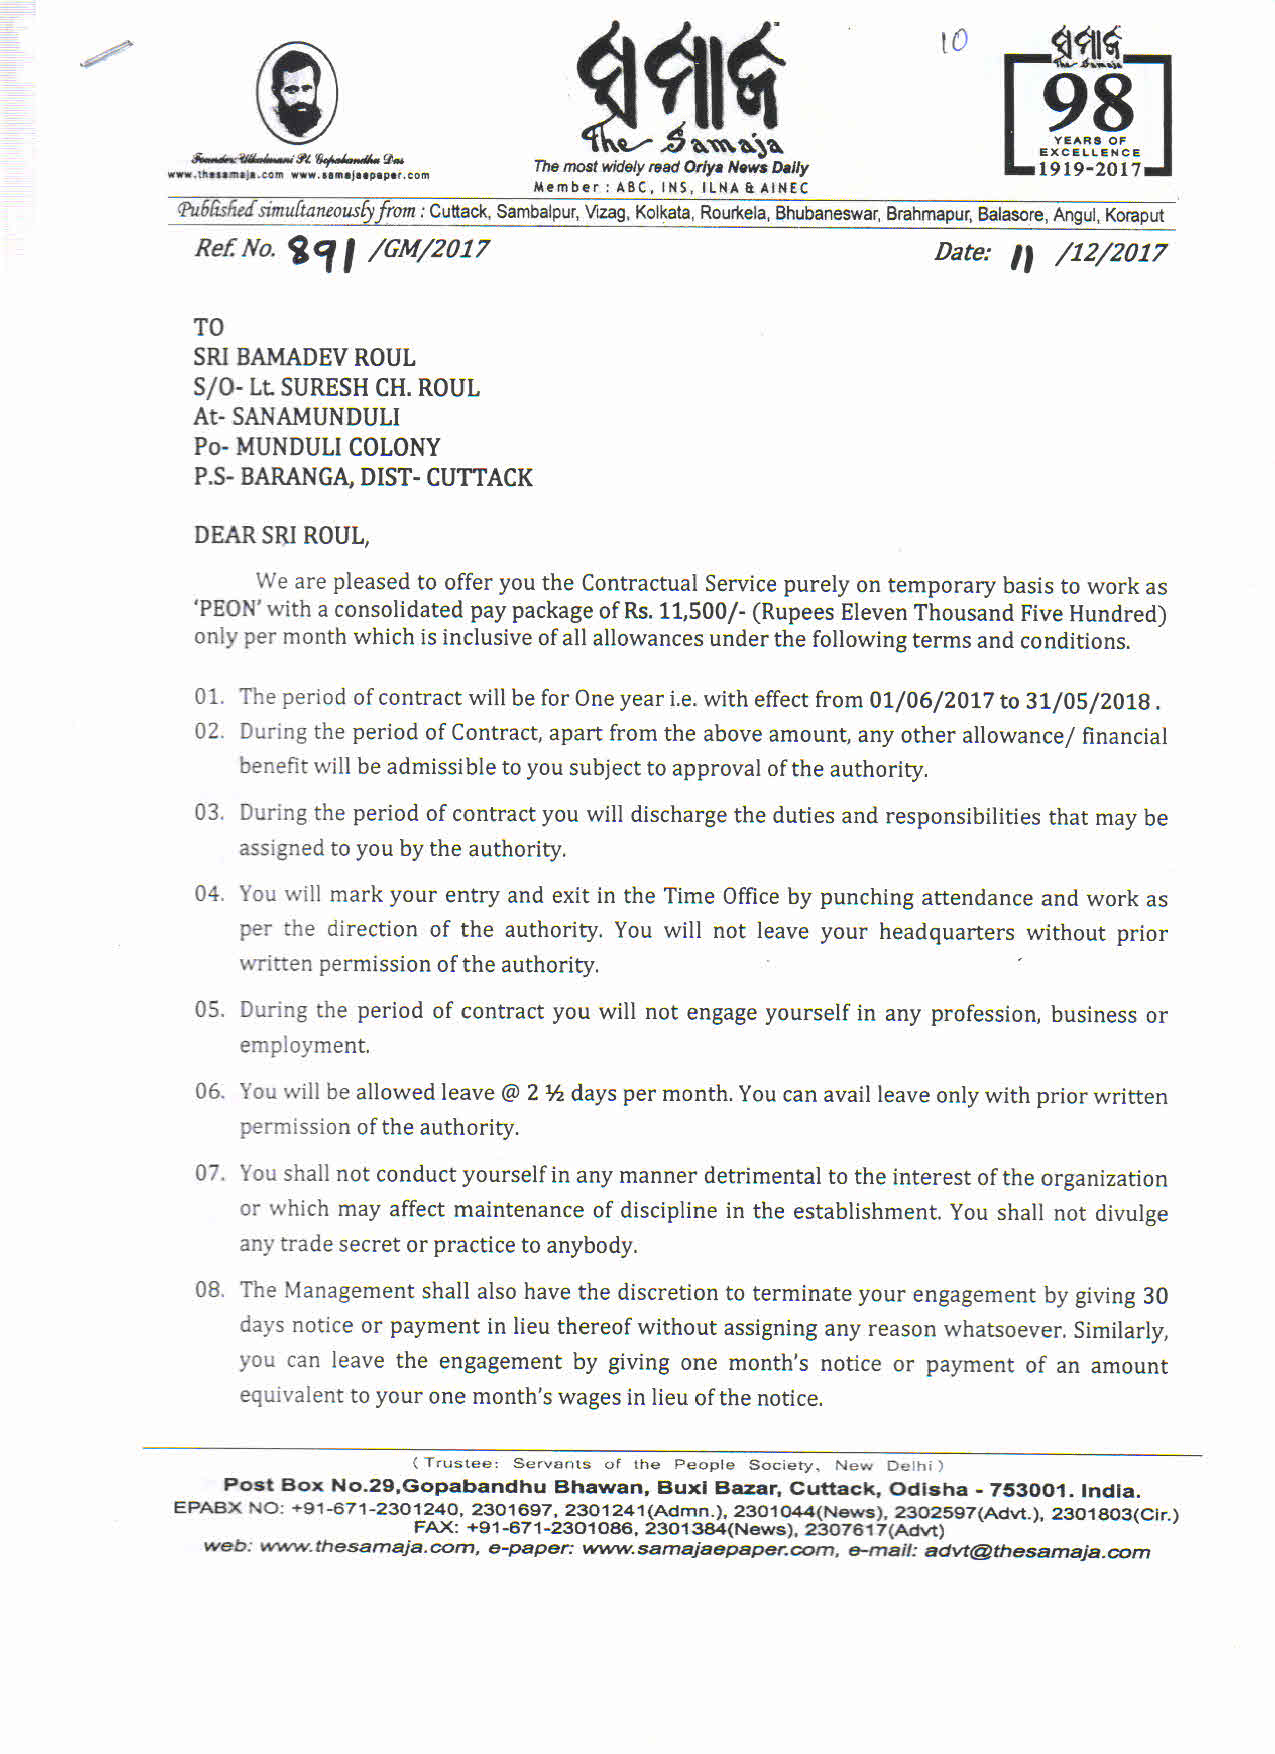 ସମାଜ
The Samaja
10
ସମାଜ
The Samaja
98
YEARS OF
EXCELLENCE
1919-2017
Founder: Utkalmani Pt. Gopabandhu Das
www.thesamaja.com www.samajaepaper.com
The most widely read Oriya News Daily
Member : ABC, INS, ILNA & AINEC
Published simultaneously from : Cuttack, Sambalpur, Vizag, Kolkata, Rourkela, Bhubaneswar, Brahmapur, Balasore, Angul, Koraput
Ref. No. 891 /GM/2017 Date: 11 /12/2017
TO
SRI BAMADEV ROUL
S/O- Lt. SURESH CH. ROUL
At- SANAMUNDULI
Po- MUNDULI COLONY
P.S- BARANGA, DIST- CUTTACK
DEAR SRI ROUL,
We are pleased to offer you the Contractual Service purely on temporary basis to work as
‘PEON’ with a consolidated pay package of Rs. 11,500/- (Rupees Eleven Thousand Five Hundred)
only per month which is inclusive of all allowances under the following terms and conditions.
01. The period of contract will be for One year i.e. with effect from 01/06/2017 to 31/05/2018 .
02. During the period of Contract, apart from the above amount, any other allowance/ financial
benefit will be admissible to you subject to approval of the authority.
03. During the period of contract you will discharge the duties and responsibilities that may be
assigned to you by the authority.
04. You will mark your entry and exit in the Time Office by punching attendance and work as
per the direction of the authority. You will not leave your headquarters without prior
written permission of the authority.
05. During the period of contract you will not engage yourself in any profession, business or
employment.
06. You will be allowed leave @ 2 ½ days per month. You can avail leave only with prior written
permission of the authority.
07. You shall not conduct yourself in any manner detrimental to the interest of the organization
or which may affect maintenance of discipline in the establishment. You shall not divulge
any trade secret or practice to anybody.
08. The Management shall also have the discretion to terminate your engagement by giving 30
days notice or payment in lieu thereof without assigning any reason whatsoever. Similarly,
you can leave the engagement by giving one month's notice or payment of an amount
equivalent to your one month's wages in lieu of the notice.
(Trustee: Servants of the People Society, New Delhi)
Post Box No.29,Gopabandhu Bhawan, Buxi Bazar, Cuttack, Odisha - 753001. India.
EPABX NO: +91-671-2301240, 2301697, 2301241(Admn.), 2301044(News), 2302597(Advt.), 2301803(Cir.)
FAX: +91-671-2301086, 2301384(News), 2307617(Advt)
web: www.thesamaja.com, e-paper: www.samajaepaper.com, e-mail: advt@thesamaja.com